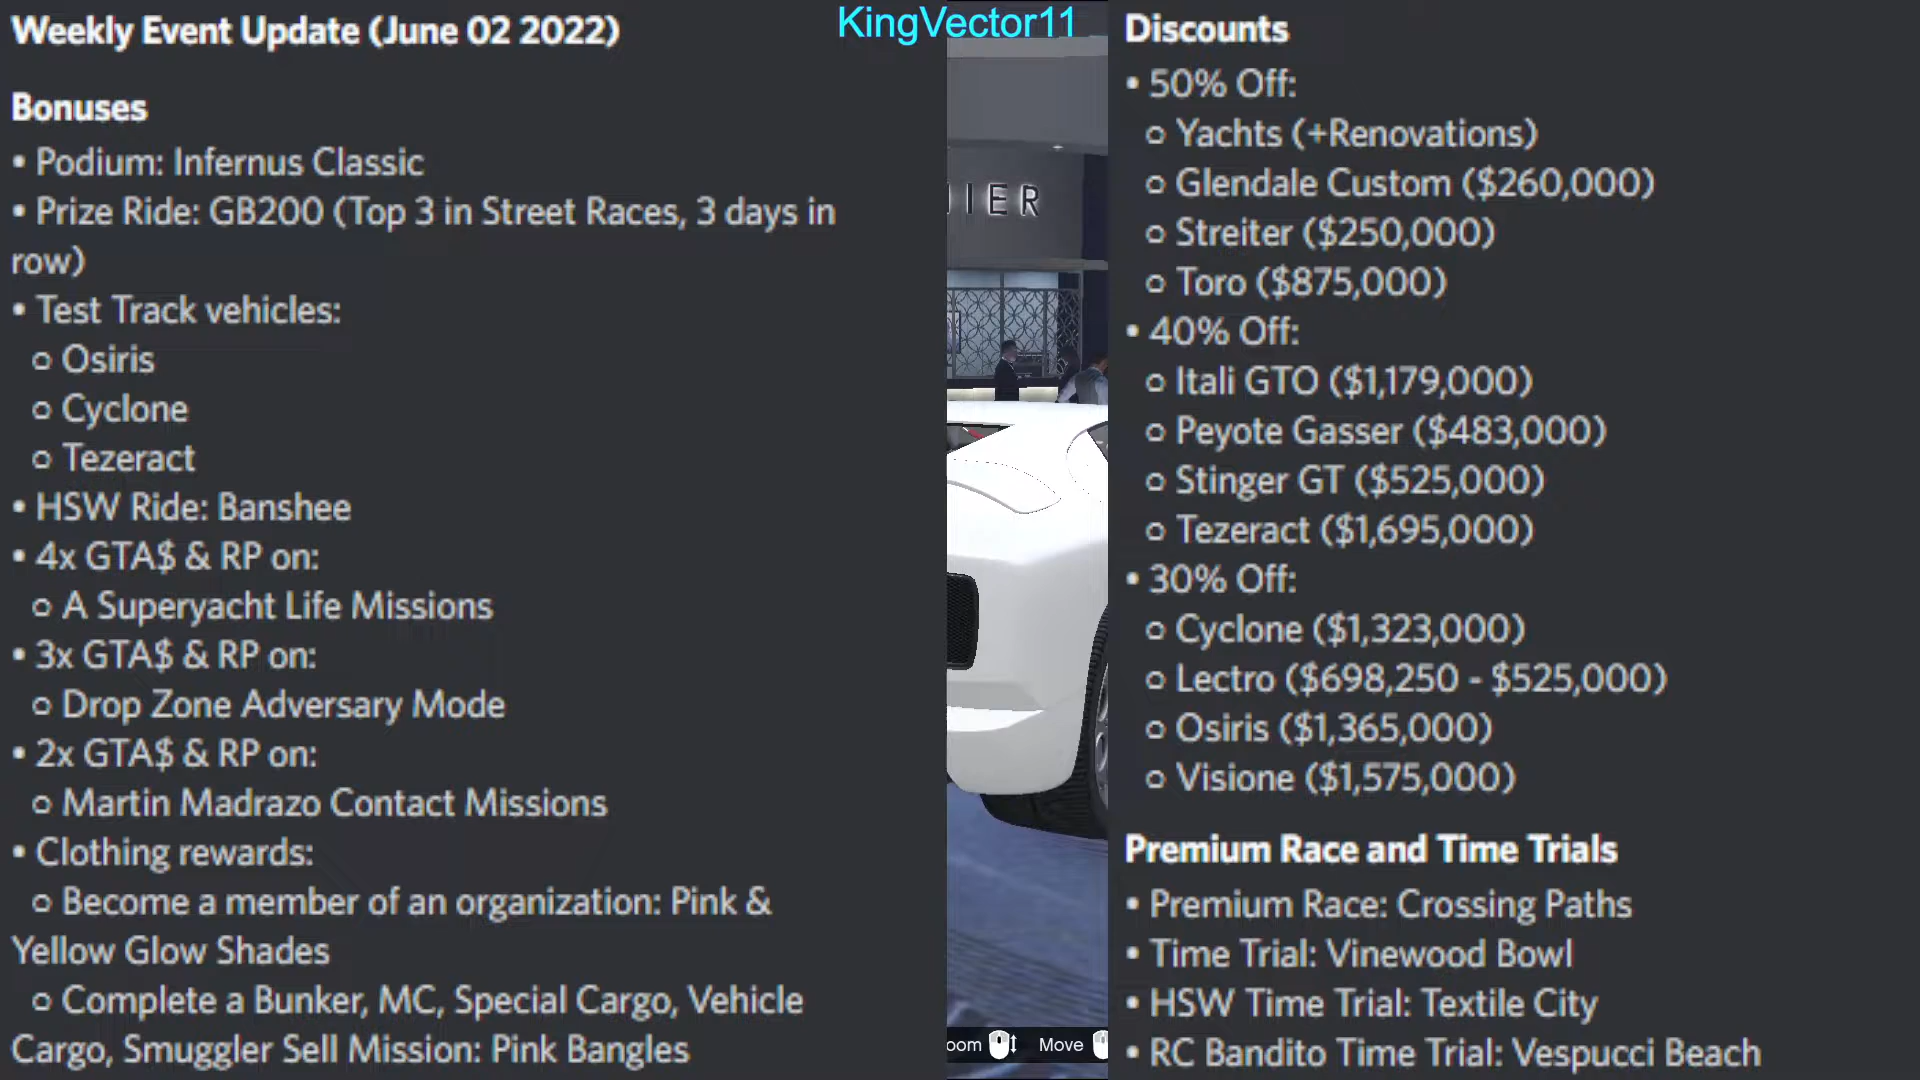 Weekly Event Update (June 02 2022)
Bonuses
• Podium: Infernus Classic
• Prize Ride: GB200 (Top 3 in Street Races, 3 days in
row)
• Test Track vehicles:
o Osiris
o Cyclone
o Tezeract
• HSW Ride: Banshee
• 4x GTA$ & RP on:
o A Superyacht Life Missions
• 3x GTA$ & RP on:
o Drop Zone Adversary Mode
• 2x GTA$ & RP on:
o Martin Madrazo Contact Missions
• Clothing rewards:
o Become a member of an organization: Pink &
Yellow Glow Shades
o Complete a Bunker, MC, Special Cargo, Vehicle
Cargo, Smuggler Sell Mission: Pink Bangles
KingVector11
IER
oom
Move
Discounts
• 50% Off:
o Yachts (+Renovations)
o Glendale Custom ($260,000)
o Streiter ($250,000)
o Toro ($875,000)
• 40% Off:
o Itali GTO ($1,179,000)
o Peyote Gasser ($483,000)
o Stinger GT ($525,000)
o Tezeract ($1,695,000)
• 30% Off:
o Cyclone ($1,323,000)
o Lectro ($698,250 - $525,000)
o Osiris ($1,365,000)
o Visione ($1,575,000)
Premium Race and Time Trials
• Premium Race: Crossing Paths
• Time Trial: Vinewood Bowl
• HSW Time Trial: Textile City
• RC Bandito Time Trial: Vespucci Beach